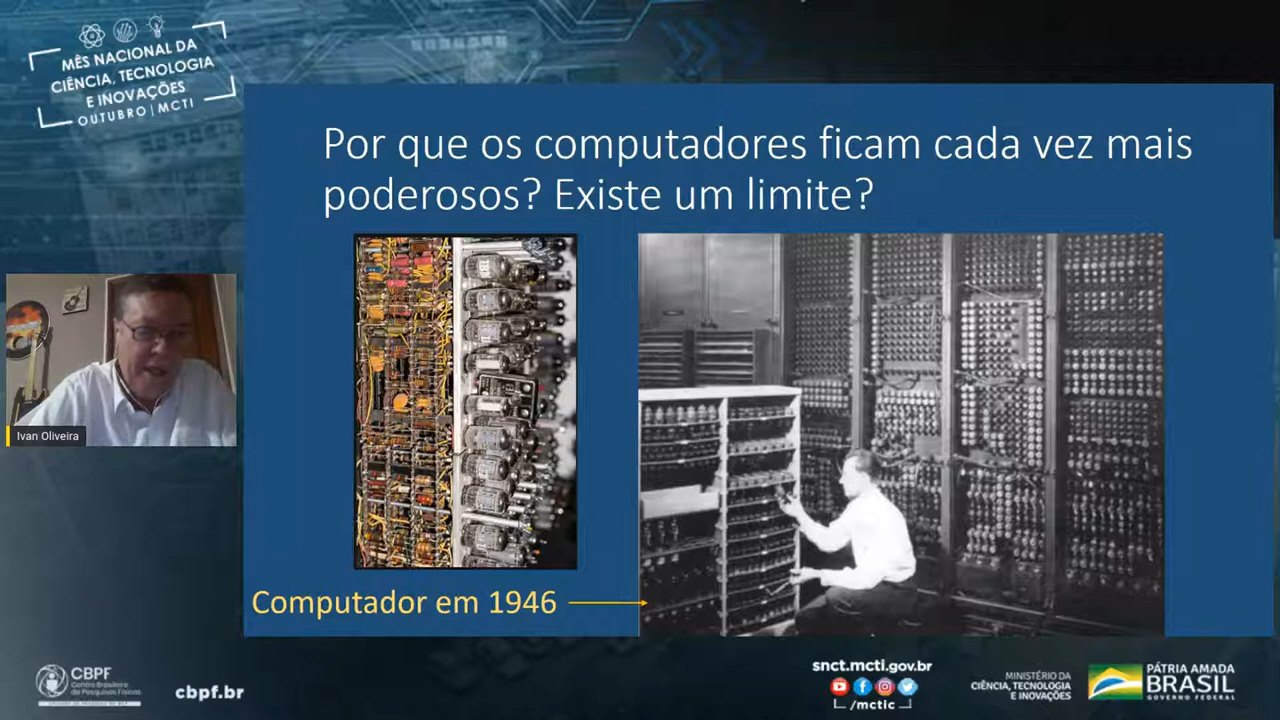 MÊS NACIONAL DA
CIÊNCIA, TECNOLOGIA
E INOVAÇÕES
OUTUBRO | MCTI
Por que os computadores ficam cada vez mais
poderosos? Existe um limite?
Ivan Oliveira
Computador em 1946
CBPF
Centro Brasileiro
de Pesquisas Físicas
cbpf.br
snct.mcti.gov.br
/mctic
MINISTÉRIO DA
CIÊNCIA, TECNOLOGIA
E INOVAÇÕES
PÁTRIA AMADA
BRASIL
GOVERNO FEDERAL